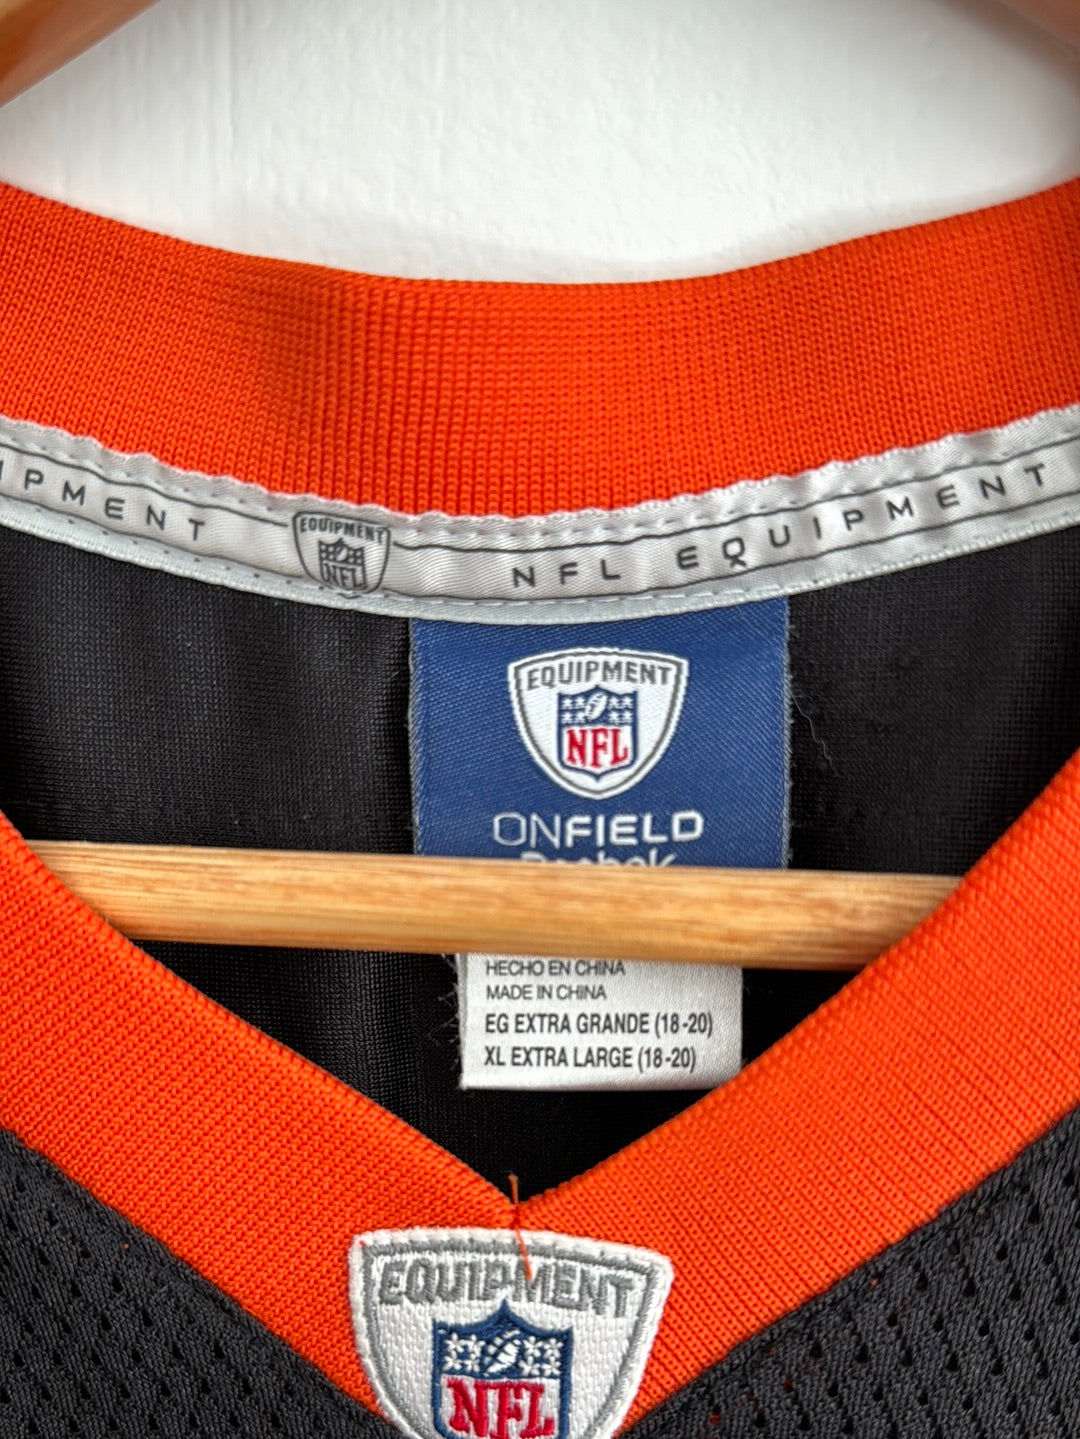 EQUIPMENT
NFL
NFL EQUIPMENT
EQUIPMENT
NFL
ONFIELD
Reebok
HECHO EN CHINA
MADE IN CHINA
EG EXTRA GRANDE (18-20)
XL EXTRA LARGE (18-20)
EQUIPMENT
NFL